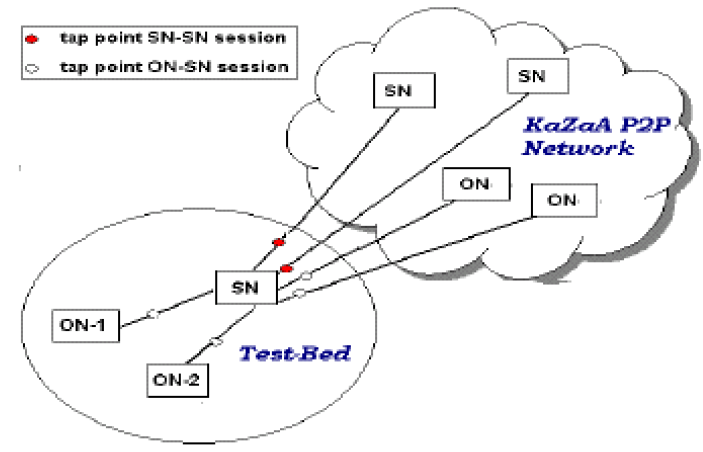 tap point SN-SN session
tap point ON-SN session
SN
SN
KaZaA P2P
Network
ON
ON
SN
ON-1
Test-Bed
ON-2